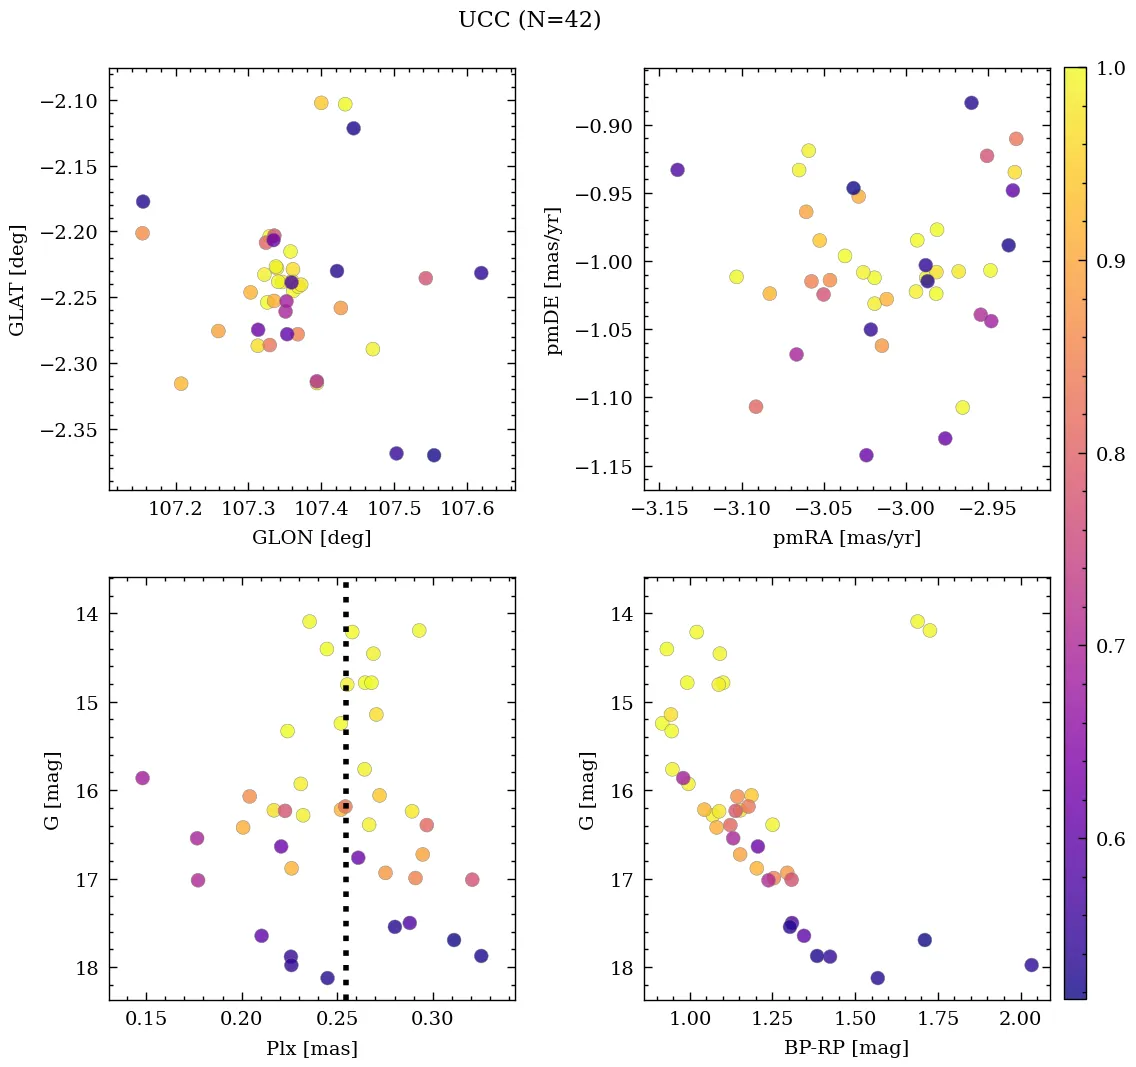 UCC (N=42)
−2.10
−2.15
−2.20
−2.25
−2.30
−2.35
GLAT [deg]
107.2 107.3 107.4 107.5 107.6
GLON [deg]
−0.90
−0.95
−1.00
−1.05
−1.10
−1.15
pmDE [mas/yr]
−3.15 −3.10 −3.05 −3.00 −2.95
pmRA [mas/yr]
14
15
16
17
18
G [mag]
0.15 0.20 0.25 0.30
Plx [mas]
14
15
16
17
18
G [mag]
1.00 1.25 1.50 1.75 2.00
BP-RP [mag]
1.0
0.9
0.8
0.7
0.6